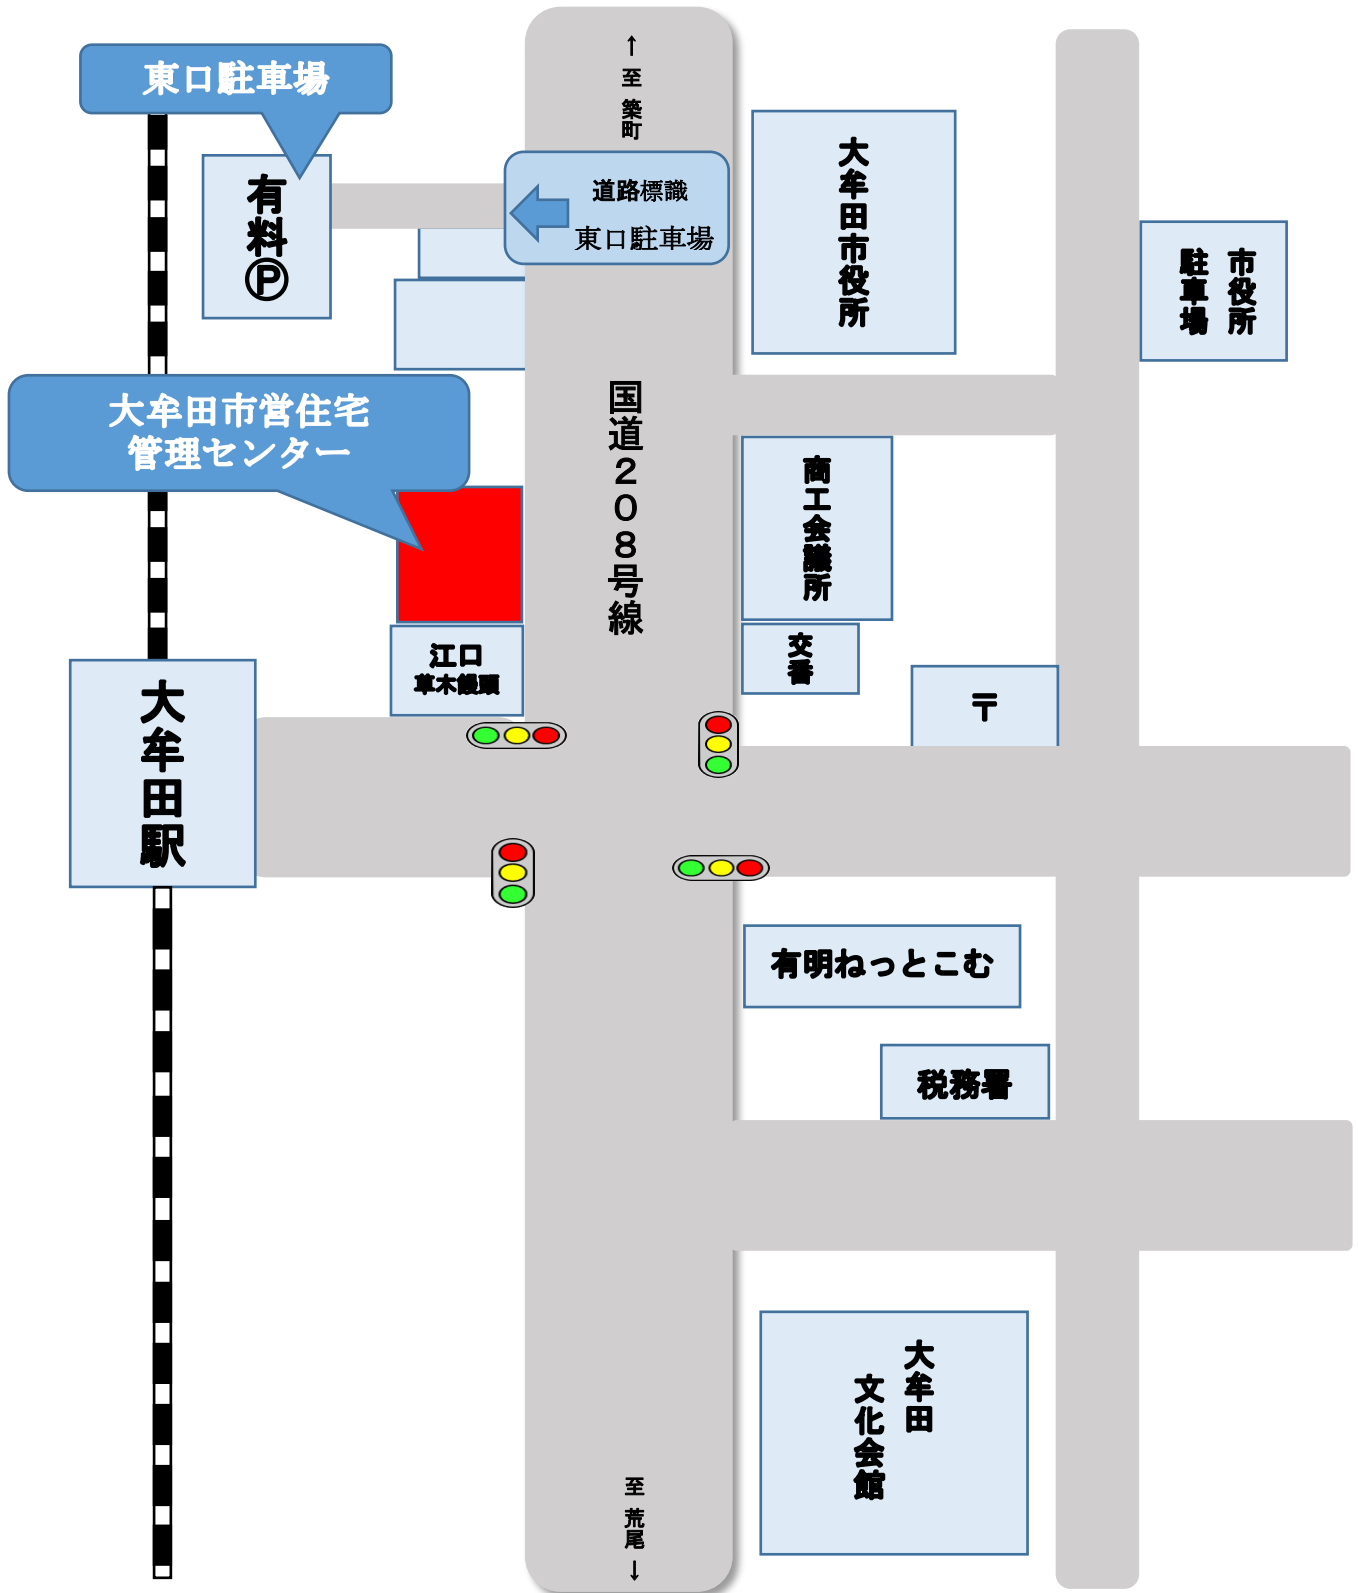 ↑
至
築町
東口駐車場
有料Ⓟ
道路標識
東口駐車場
大牟田市役所
市役所
駐車場
大牟田市営住宅
管理センター
国道２０８号線
商工会議所
交番
江口
草木饅頭
〒
大牟田駅
有明ねっとこむ
税務署
大牟田
文化会館
至
荒尾
↓